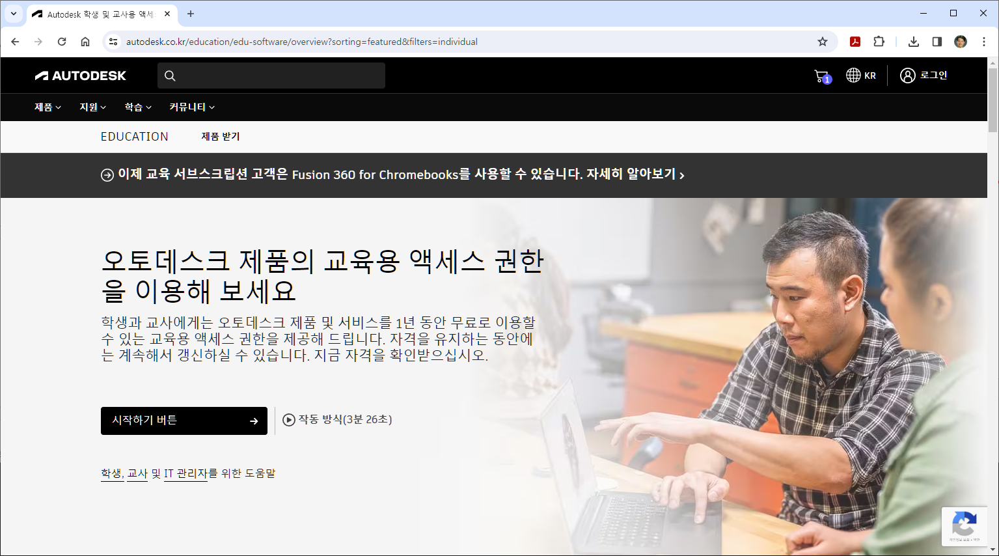 Autodesk 학생 및 교사용 액세
autodesk.co.kr/education/edu-software/overview?sorting=featured&filters=individual
AUTODESK
1
KR
로그인
제품
지원
학습
커뮤니티
EDUCATION
제품 받기
이제 교육 서브스크립션 고객은 Fusion 360 for Chromebooks를 사용할 수 있습니다. 자세히 알아보기
오토데스크 제품의 교육용 액세스 권한
을 이용해 보세요
학생과 교사에게는 오토데스크 제품 및 서비스를 1년 동안 무료로 이용할
수 있는 교육용 액세스 권한을 제공해 드립니다. 자격을 유지하는 동안에
는 계속해서 갱신하실 수 있습니다. 지금 자격을 확인받으십시오.
시작하기 버튼
작동 방식(3분 26초)
학생, 교사 및 IT 관리자를 위한 도움말